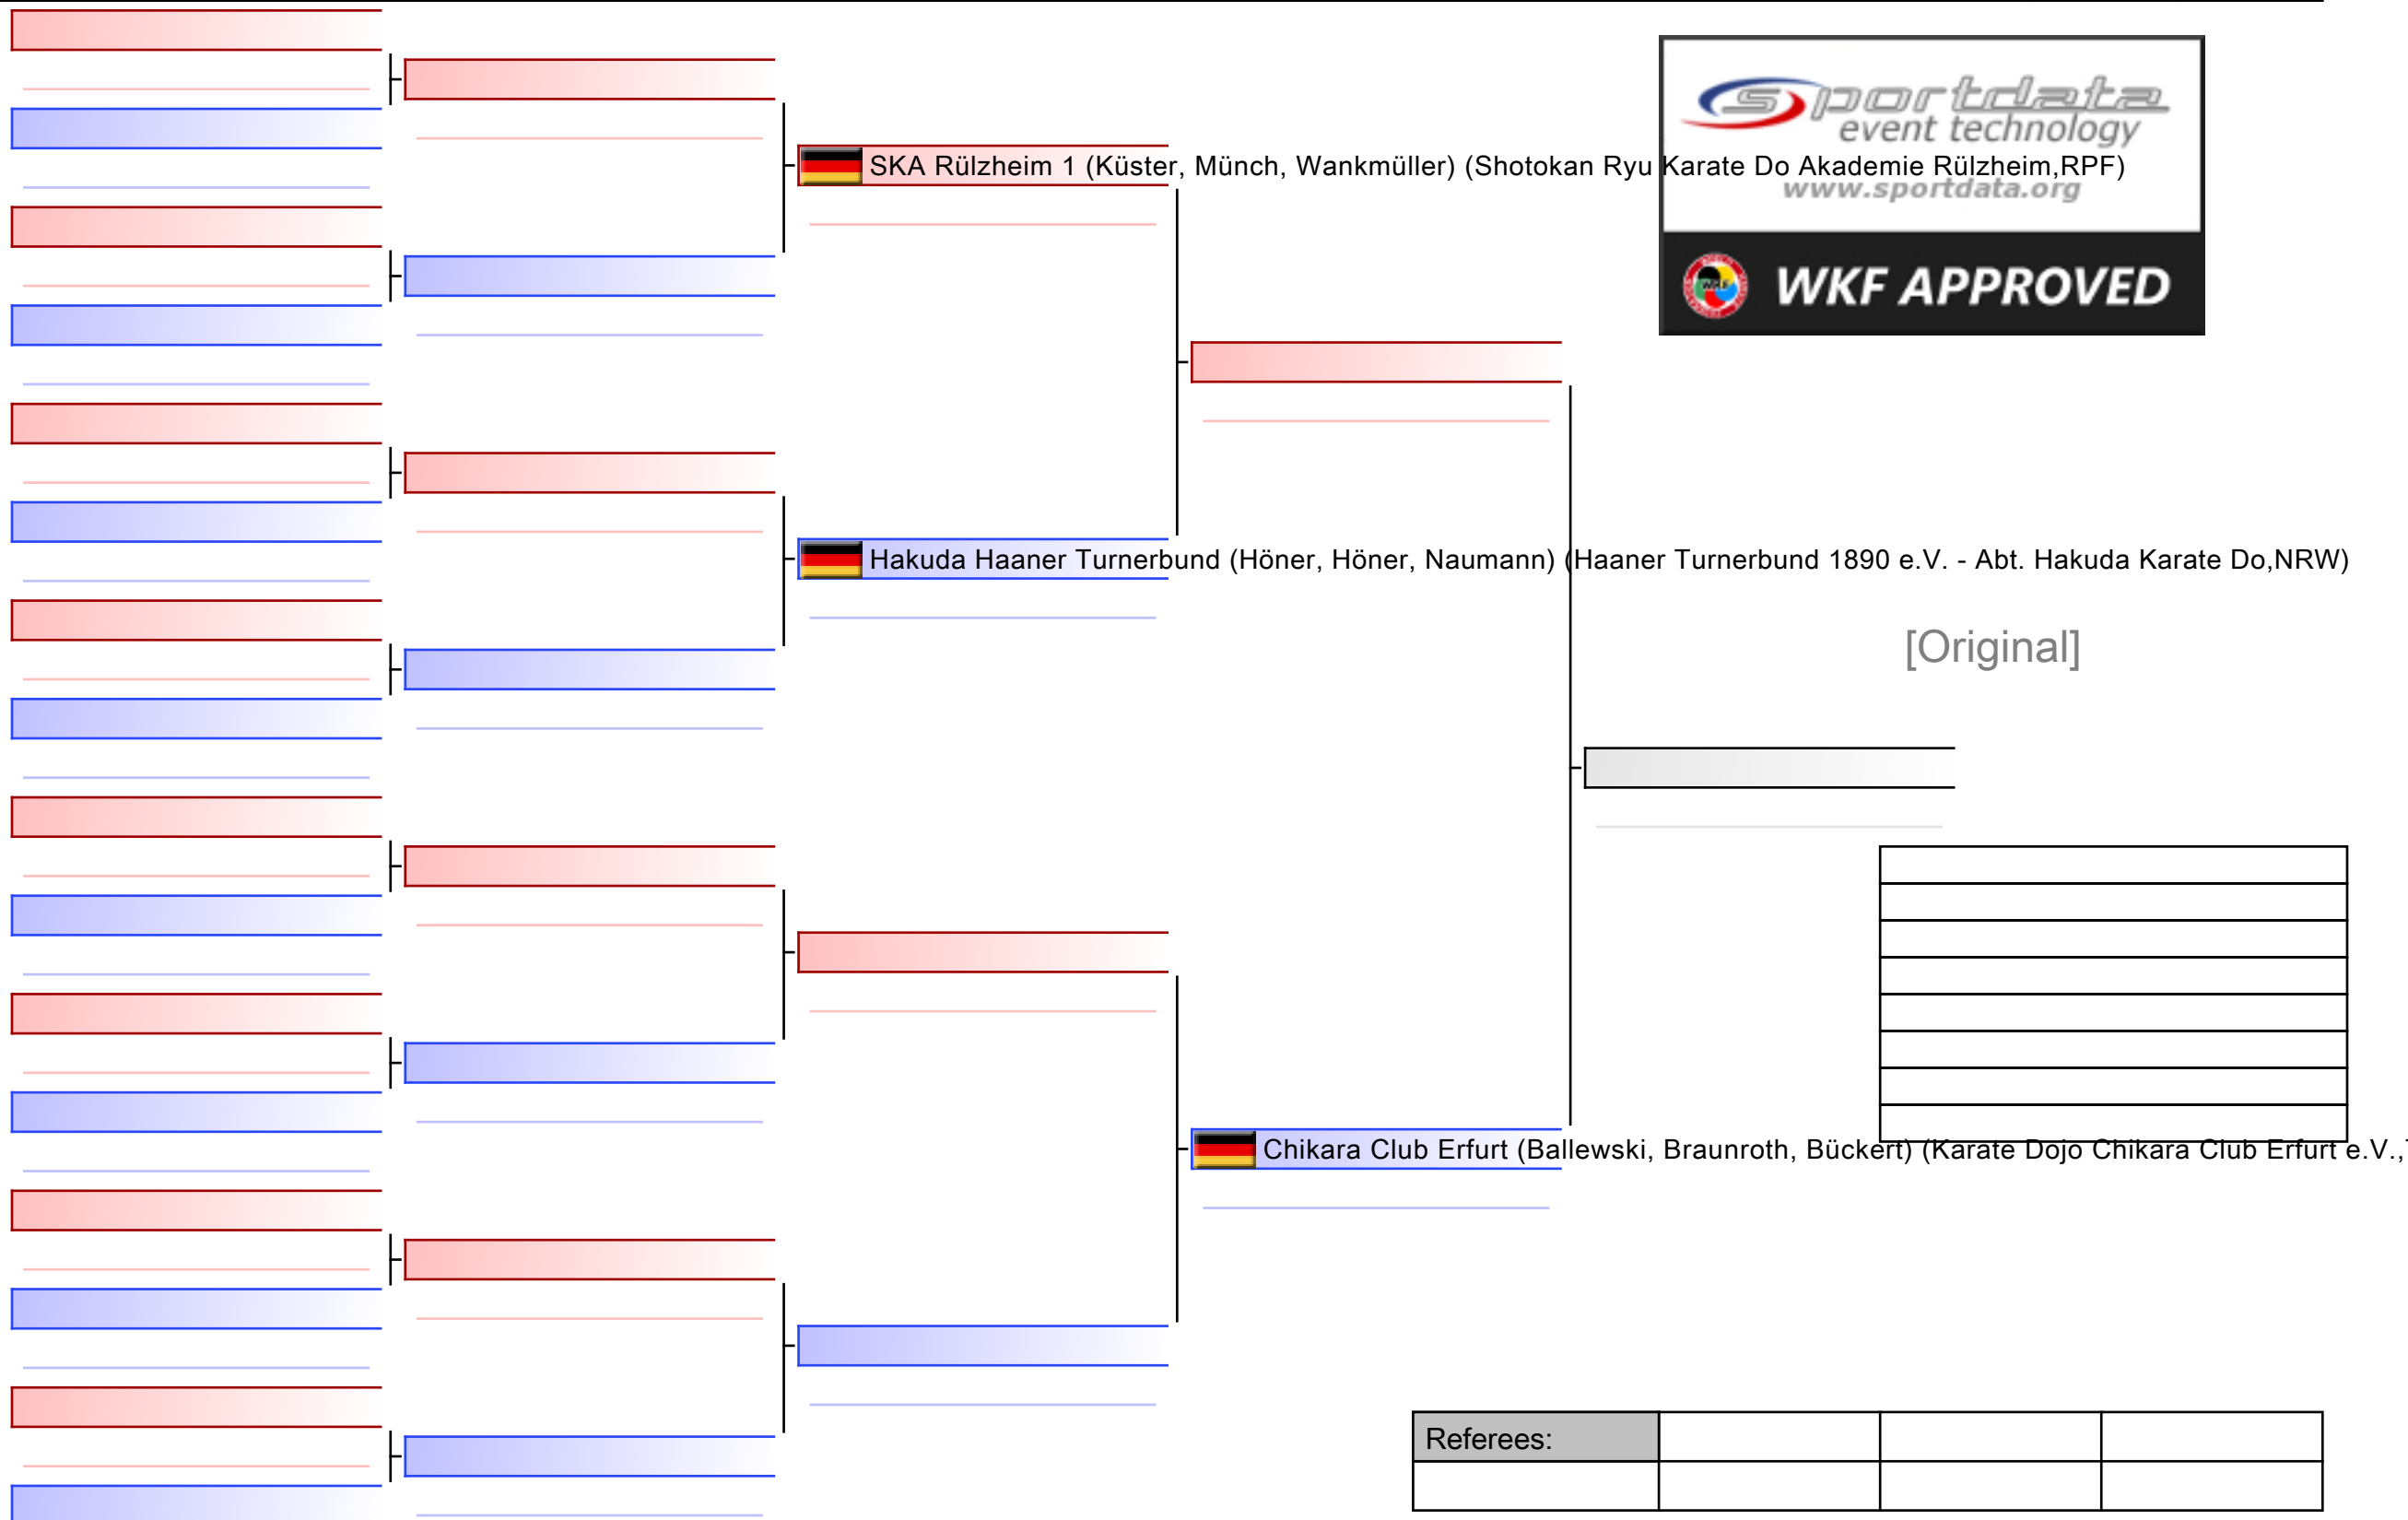 sportdata
event technology
SKA Rülzheim 1 (Küster, Münch, Wankmüller) (Shotokan Ryu Karate Do Akademie Rülzheim,RPF)
www.sportdata.org
WKF
WKF APPROVED
Hakuda Haaner Turnerbund (Höner, Höner, Naumann) (Haaner Turnerbund 1890 e.V. - Abt. Hakuda Karate Do,NRW)
[Original]
Chikara Club Erfurt (Ballewski, Braunroth, Bückert) (Karate Dojo Chikara Club Erfurt e.V.,
Referees: